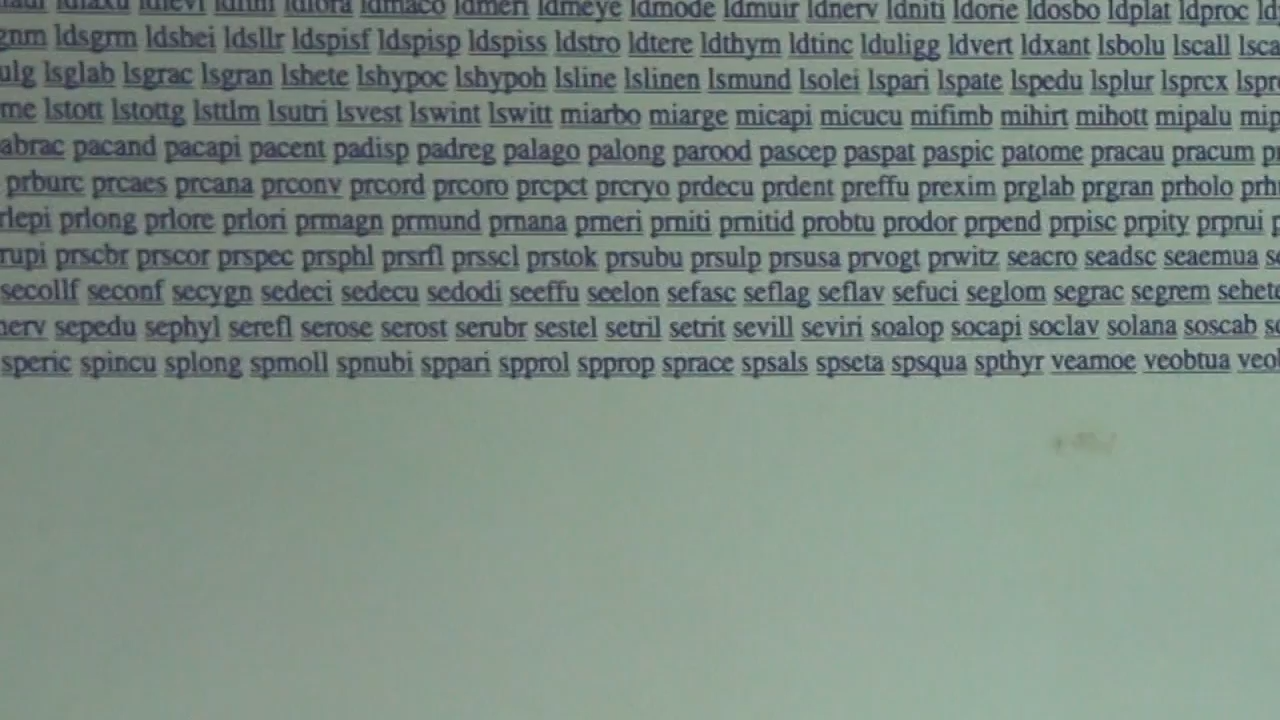 ldmaco ldmeri ldmeye ldmode ldmuir ldnerv ldniti ldorie ldosbo ldplat ldproc
ldsgrm ldsbei ldsllr ldspisf ldspisp ldspiss ldstro ldtere ldthym ldtinc lduligg ldvert ldxant lsbolu lscall
lsglab lsgrac lsgran lshete lshypoc lshypoh lsline lslinen lsmund lsolei lspari lspate lspedu lsplur lsprcx
lstott lstottg lsttlm lsutri lsvest lswint lswitt miarbo miarge micapi micucu mifimb mihirt mihott mipalu
abrac pacand pacapi pacent padisp padreg palago palong parood pascep paspat paspic patome pracau pracum
prburc prcaes prcana prconv prcord prcoro prcpct prcryo prdecu prdent preffu prexim prglab prgran prholo
rlepi prlong prlore prlori prmagn prmund prnana prneri prniti prnitid probtu prodor prpend prpisc prpity prprui
rupi prscbr prscor prspec prsphl prsrfl prsscl prstok prsubu prsulp prsusa prvogt prwitz seacro seadsc seaemua
secollf seconf secygn sedeci sedecu sedodi seeffu seelon sefasc seflag seflav sefuci seglom segrac segrem
sepedu sephyl serefl serose serost serubr sestel setril setrit sevill seviri soalop socapi soclav solana soscab
speric spincu splong spmoll spnubi sppari spprol spprop sprace spsals spseta spsqua spthyr veamoe veobtua